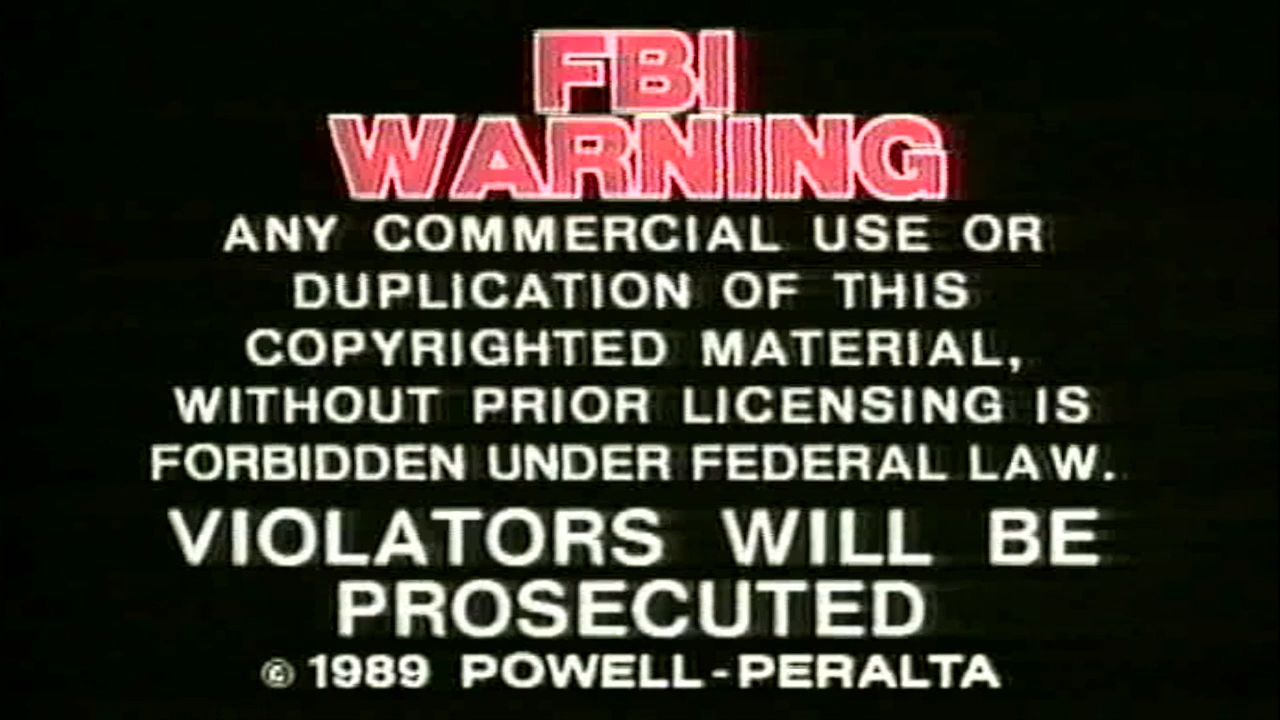 FBI
WARNING
ANY COMMERCIAL USE OR
DUPLICATION OF THIS
COPYRIGHTED MATERIAL,
WITHOUT PRIOR LICENSING IS
FORBIDDEN UNDER FEDERAL LAW.
VIOLATORS WILL BE
PROSECUTED
© 1989 POWELL-PERALTA